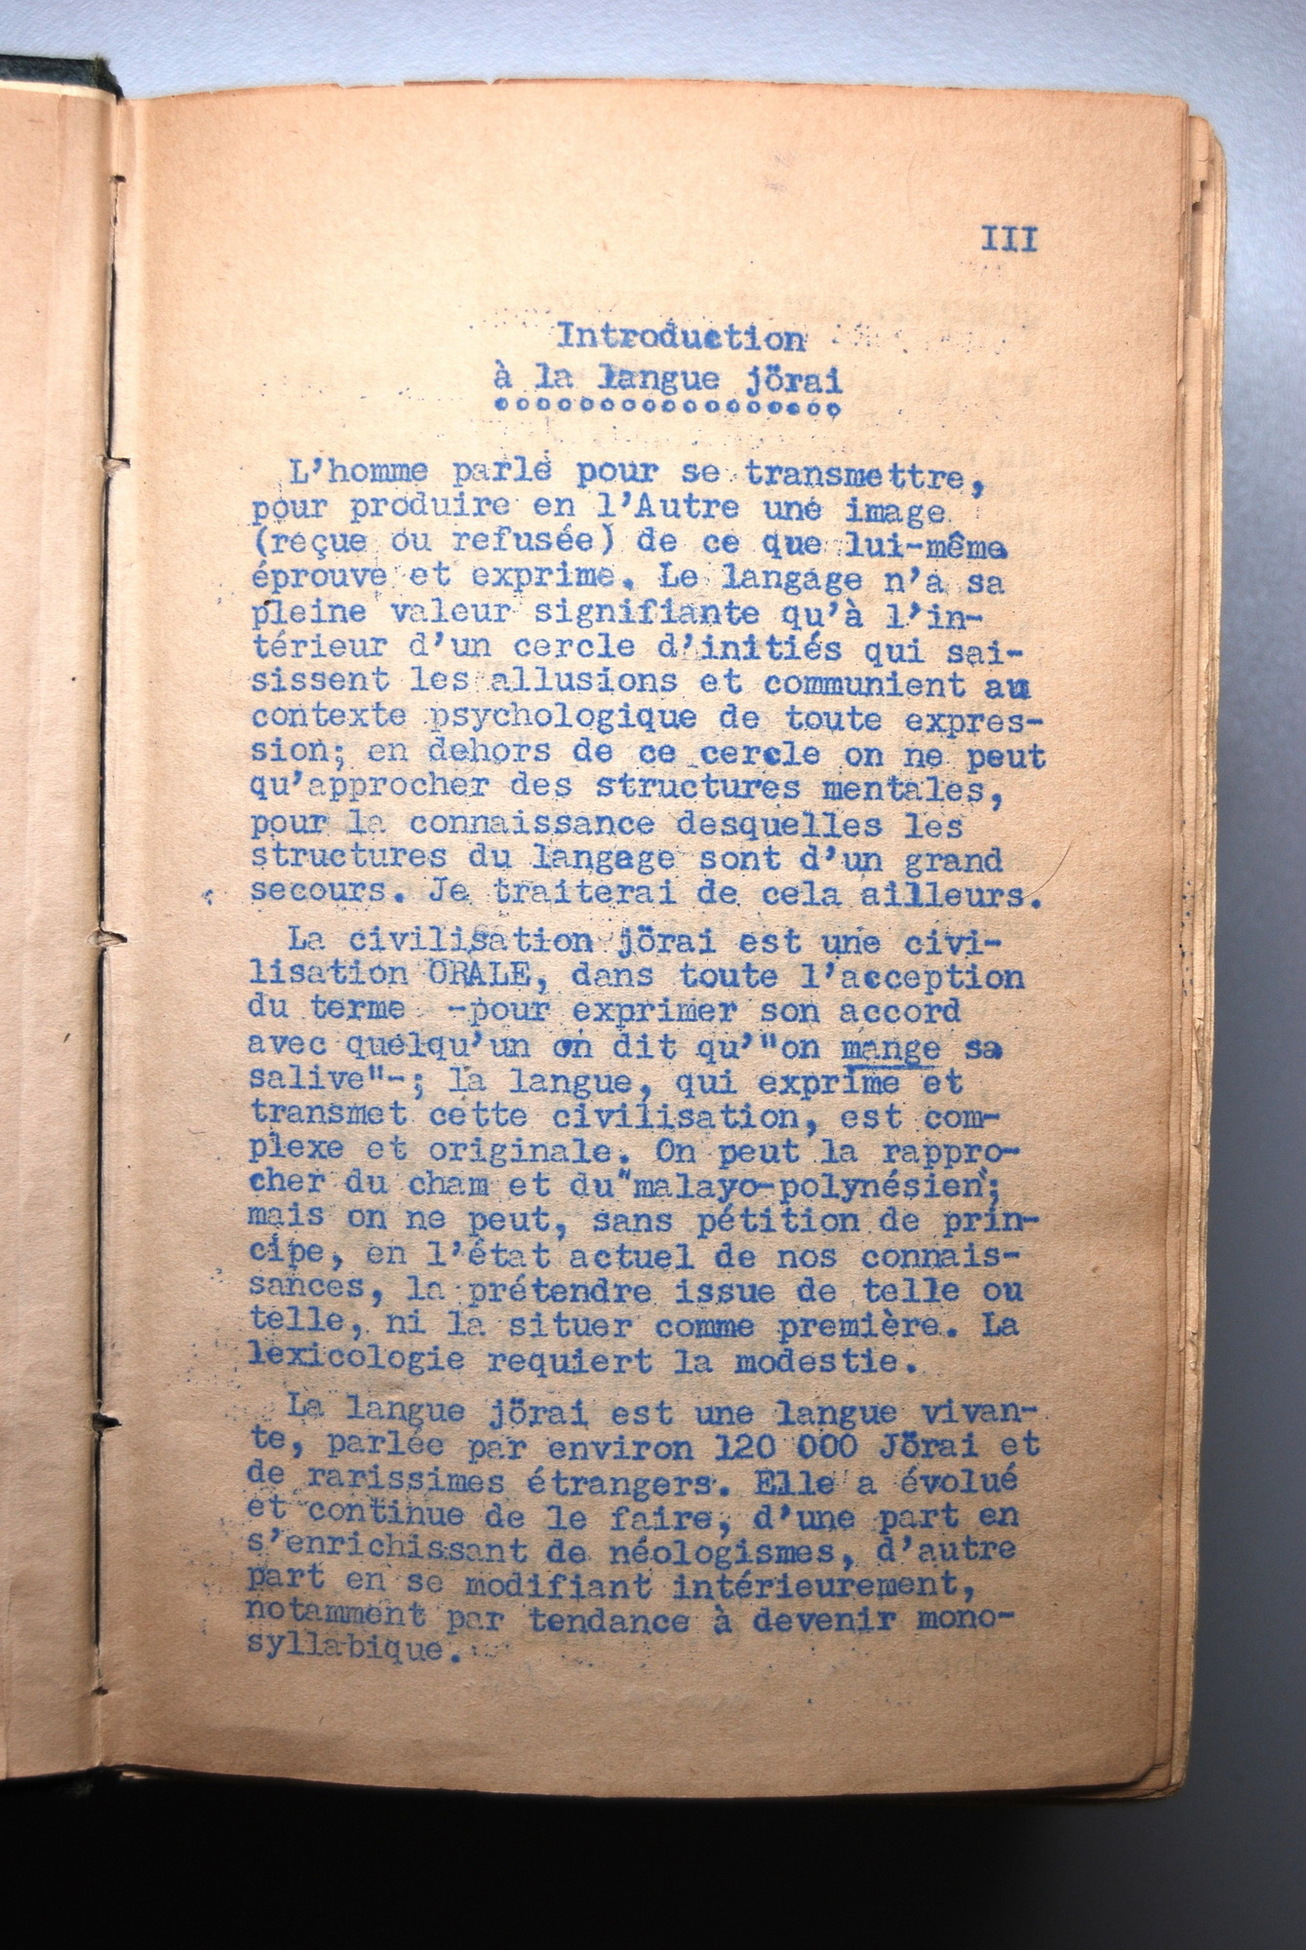 III
Introduction
à la langue jörai
°°°°°°°°°°°°°°°°°
L'homme parle pour se transmettre,
pour produire en l'Autre une image
(reçue ou refusée) de ce que lui-même
éprouve et exprime. Le langage n'a sa
pleine valeur signifiante qu'à l'in-
térieur d'un cercle d'initiés qui sai-
sissent les allusions et communient au
contexte psychologique de toute expres-
sion; en dehors de ce cercle on ne peut
qu'approcher des structures mentales,
pour la connaissance desquelles les
structures du langage sont d'un grand
secours. Je traiterai de cela ailleurs.
La civilisation jörai est une civi-
lisation ORALE, dans toute l'acception
du terme -pour exprimer son accord
avec quelqu'un on dit qu'"on mange sa
salive"-; la langue, qui exprime et
transmet cette civilisation, est com-
plexe et originale. On peut la rappro-
cher du cham et du "malayo-polynésien";
mais on ne peut, sans pétition de prin-
cipe, en l'état actuel de nos connais-
sances, la prétendre issue de telle ou
telle, ni la situer comme première. La
lexicologie requiert la modestie.
La langue jörai est une langue vivan-
te, parlée par environ 120 000 Jörai et
de rarissimes étrangers. Elle a évolué
et continue de le faire, d'une part en
s'enrichissant de néologismes, d'autre
part en se modifiant intérieurement,
notamment par tendance à devenir mono-
syllabique.